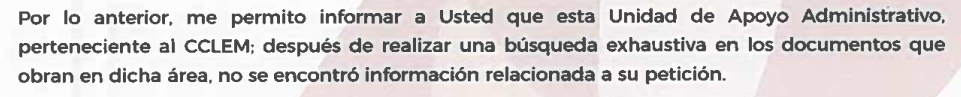 Por lo anterior, me permito informar a Usted que esta Unidad de Apoyo Administrativo,
perteneciente al CCLEM; después de realizar una búsqueda exhaustiva en los documentos que
obran en dicha área, no se encontró información relacionada a su petición.